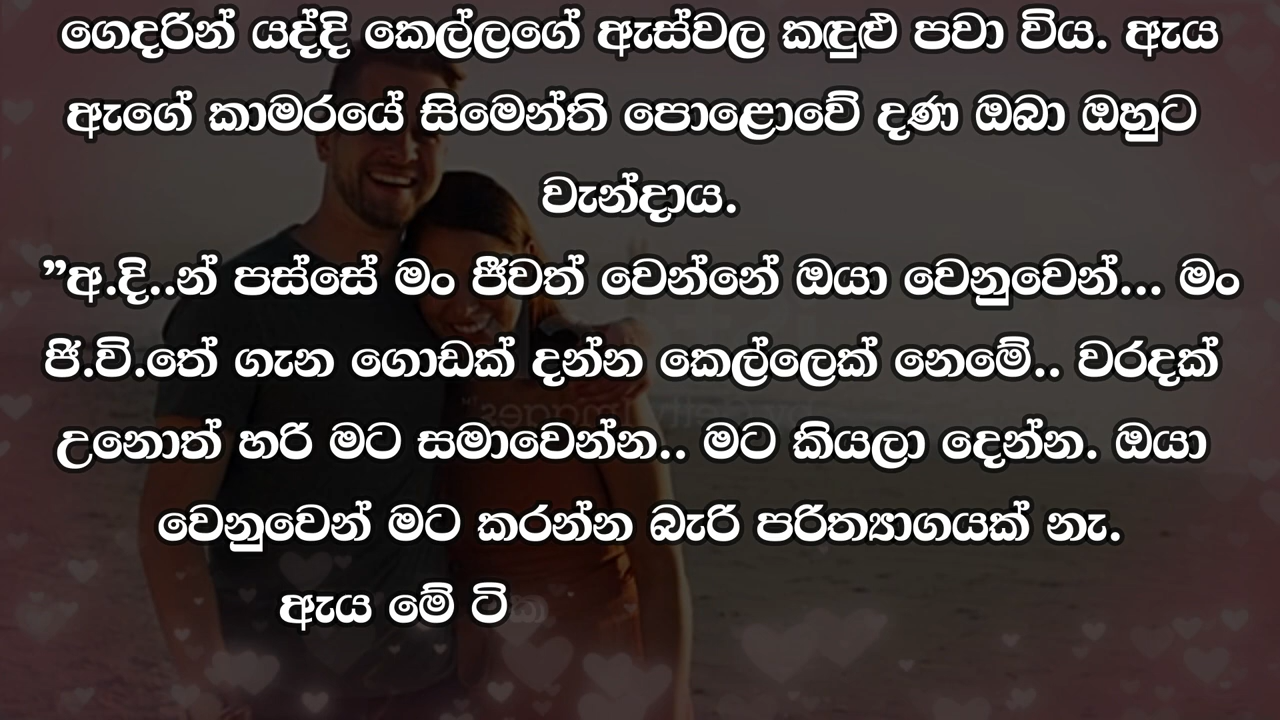 ගෙදරින් යද්දි කෙල්ලගේ ඇස්වල කඳුළු පවා විය. ඇය
ඇගේ කාමරයේ සිමෙන්ති පොළොවේ දණ ඔබා ඔහුට
වැන්දාය.
”අ.දි..න් පස්සේ මං ජීවත් වෙන්නේ ඔයා වෙනුවෙන්... මං
ජි.වි.තේ ගැන ගොඩක් දන්න කෙල්ලෙක් නෙමේ.. වරදක්
උනොත් හරි මට සමාවෙන්න.. මට කියලා දෙන්න. ඔයා
වෙනුවෙන් මට කරන්න බැරි පරිත්‍යාගයක් නැ.
ඇය මේ ටික